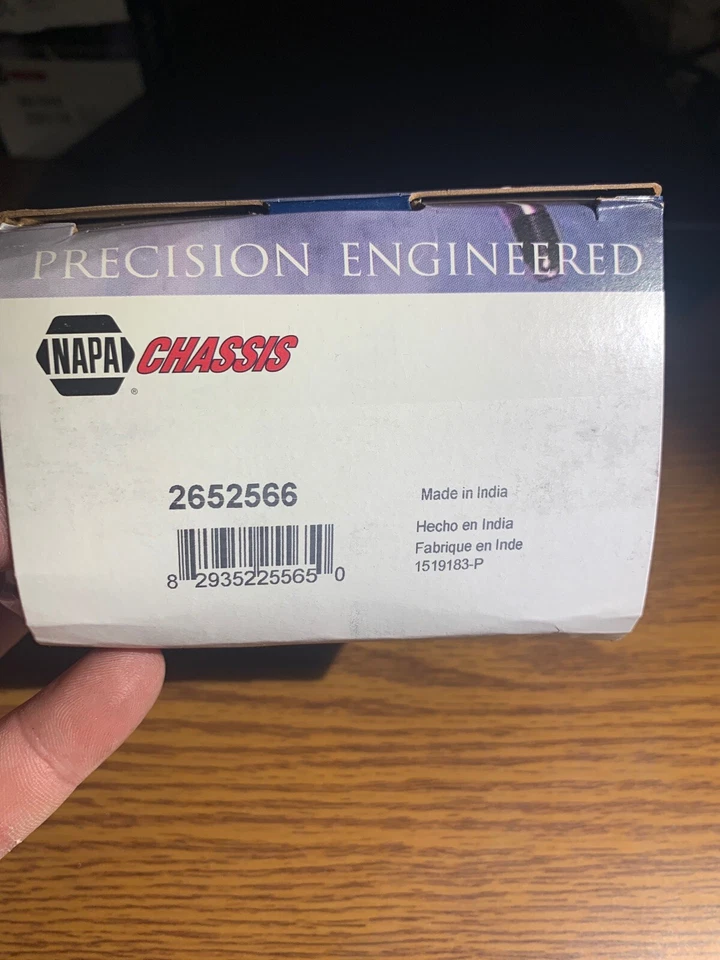 PRECISION ENGINEERED
NAPA CHASSIS
®
2652566
Made in India
Hecho en India
Fabrique en Inde
1519183-P
8 2935225565 0